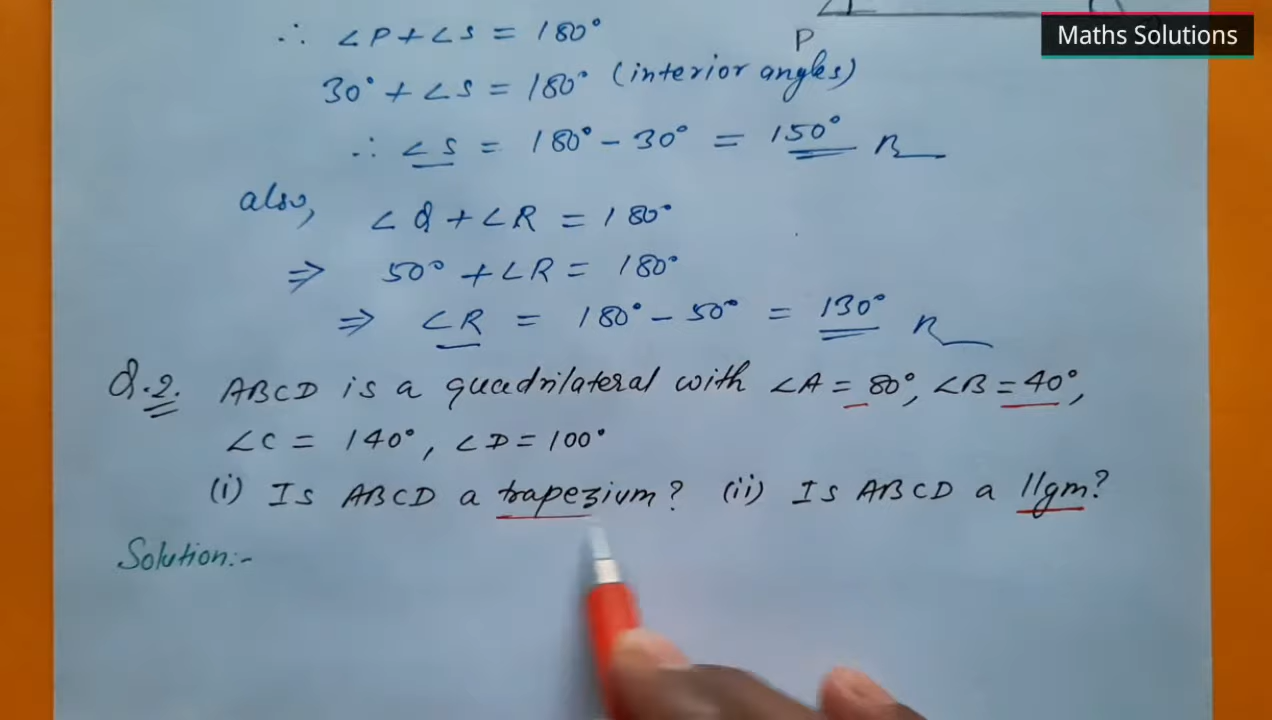 ∴ ∠P+∠S = 180°
P
Maths Solutions
30° + ∠S = 180° (interior angles)
∴ ∠S = 180° - 30° = 150°
also, ∠Q + ∠R = 180°
⇒ 50° + ∠R = 180°
⇒ ∠R = 180° - 50° = 130°
Q.2. ABCD is a quadrilateral with ∠A = 80°, ∠B = 40°,
∠C = 140°, ∠D = 100°
(i) Is ABCD a trapezium? (ii) Is ABCD a ||gm?
Solution:-